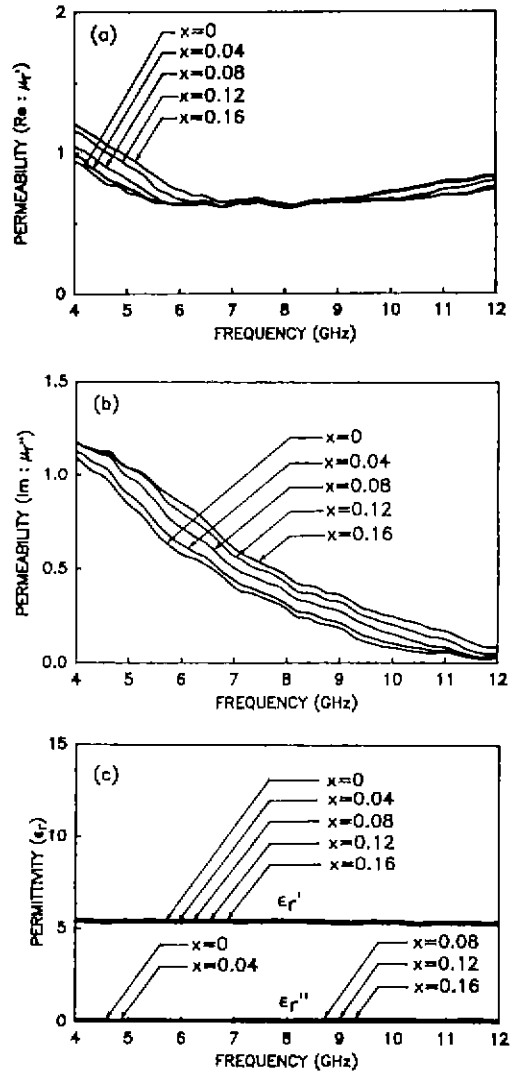 2
(a)
x=0
x=0.04
x=0.08
x=0.12
x=0.16
1
0
PERMEABILITY (Re : μr')
4 5 6 7 8 9 10 11 12
FREQUENCY (GHz)
1.5
(b)
x=0
x=0.04
x=0.08
x=0.12
x=0.16
1.0
0.5
0.0
PERMEABILITY (Im : μr'')
4 5 6 7 8 9 10 11 12
FREQUENCY (GHz)
15
(c)
x=0
x=0.04
x=0.08
x=0.12
x=0.16
10
εr'
5
x=0
x=0.04
x=0.08
x=0.12
x=0.16
εr''
0
PERMITTIVITY (εr)
4 5 6 7 8 9 10 11 12
FREQUENCY (GHz)